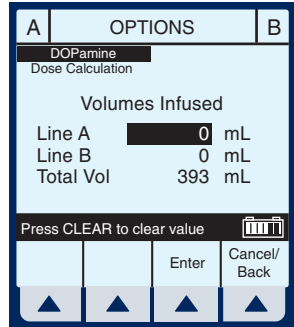 A OPTIONS B
DOPamine
Dose Calculation
Volumes Infused
Line A 0 mL
Line B 0 mL
Total Vol 393 mL
Press CLEAR to clear value
Enter
Cancel/
Back